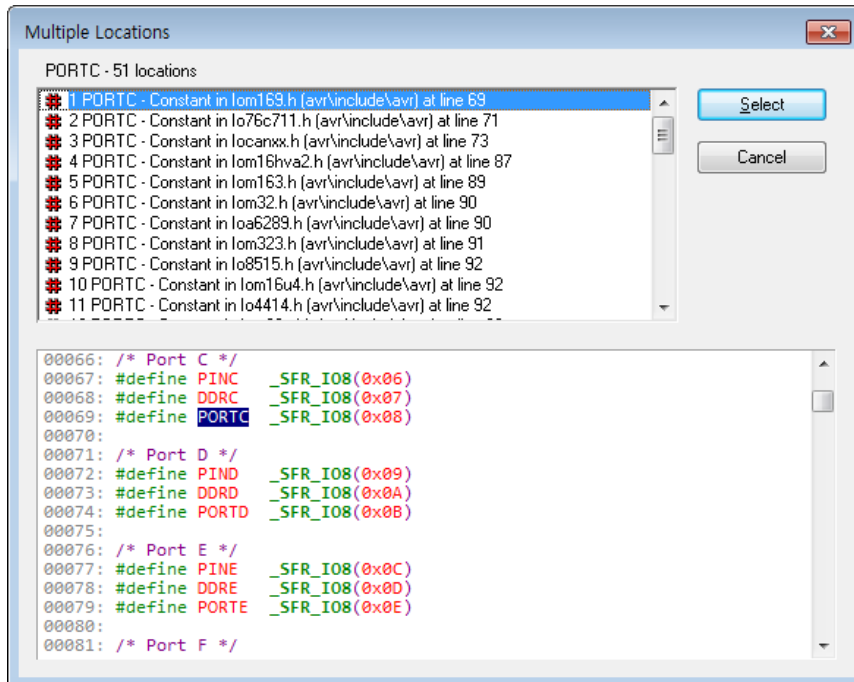 Multiple Locations
PORTC - 51 locations
1 PORTC - Constant in Iom169.h (avr\include\avr) at line 69
2 PORTC - Constant in Io76c711.h (avr\include\avr) at line 71
3 PORTC - Constant in Iocanxx.h (avr\include\avr) at line 73
4 PORTC - Constant in Iom16hva2.h (avr\include\avr) at line 87
5 PORTC - Constant in Iom163.h (avr\include\avr) at line 89
6 PORTC - Constant in Iom32.h (avr\include\avr) at line 90
7 PORTC - Constant in Ioa6289.h (avr\include\avr) at line 90
8 PORTC - Constant in Iom323.h (avr\include\avr) at line 91
9 PORTC - Constant in Io8515.h (avr\include\avr) at line 92
10 PORTC - Constant in Iom16u4.h (avr\include\avr) at line 92
11 PORTC - Constant in Io4414.h (avr\include\avr) at line 92
Select
Cancel
00066: /* Port C */
00067: #define PINC _SFR_IO8(0x06)
00068: #define DDRC _SFR_IO8(0x07)
00069: #define PORTC _SFR_IO8(0x08)
00070:
00071: /* Port D */
00072: #define PIND _SFR_IO8(0x09)
00073: #define DDRD _SFR_IO8(0x0A)
00074: #define PORTD _SFR_IO8(0x0B)
00075:
00076: /* Port E */
00077: #define PINE _SFR_IO8(0x0C)
00078: #define DDRE _SFR_IO8(0x0D)
00079: #define PORTE _SFR_IO8(0x0E)
00080:
00081: /* Port F */